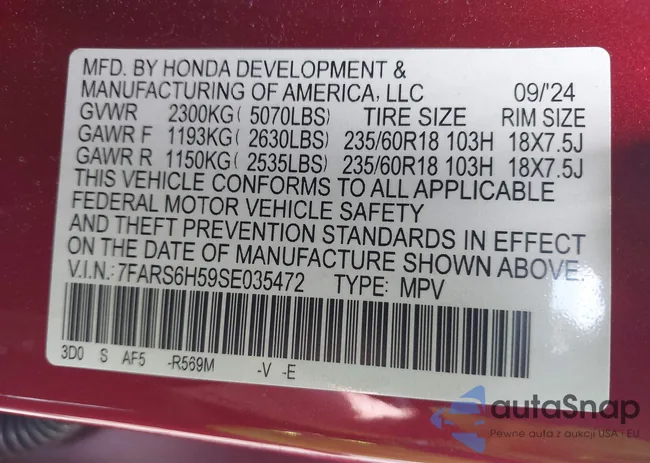 MFD. BY HONDA DEVELOPMENT &
MANUFACTURING OF AMERICA, LLC 09/'24
GVWR 2300KG( 5070LBS) TIRE SIZE RIM SIZE
GAWR F 1193KG( 2630LBS) 235/60R18 103H 18X7.5J
GAWR R 1150KG( 2535LBS) 235/60R18 103H 18X7.5J
THIS VEHICLE CONFORMS TO ALL APPLICABLE
FEDERAL MOTOR VEHICLE SAFETY
AND THEFT PREVENTION STANDARDS IN EFFECT
ON THE DATE OF MANUFACTURE SHOWN ABOVE.
V.I.N.: 7FARS6H59SE035472 TYPE: MPV
3D0 S AF5 -R569M -V -E
autoSnap
Pewne auta z aukcji USA i EU